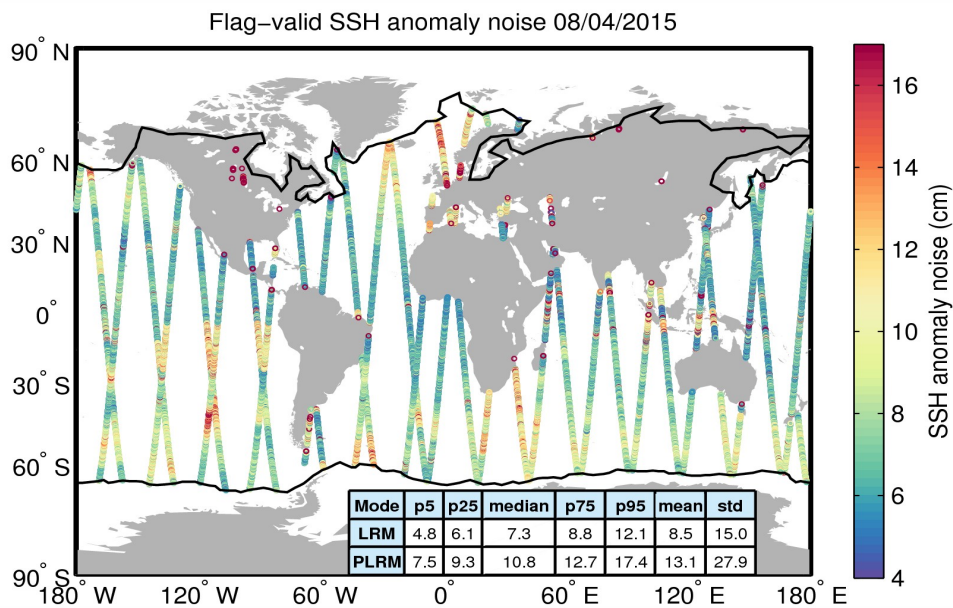 Flag−valid SSH anomaly noise 08/04/2015
90° N
60° N
30° N
0°
30° S
60° S
90° S
180° W 120° W 60° W 0° 60° E 120° E 180° E
Mode p5 p25 median p75 p95 mean std
LRM 4.8 6.1 7.3 8.8 12.1 8.5 15.0
PLRM 7.5 9.3 10.8 12.7 17.4 13.1 27.9
16
14
12
10
8
6
4
SSH anomaly noise (cm)